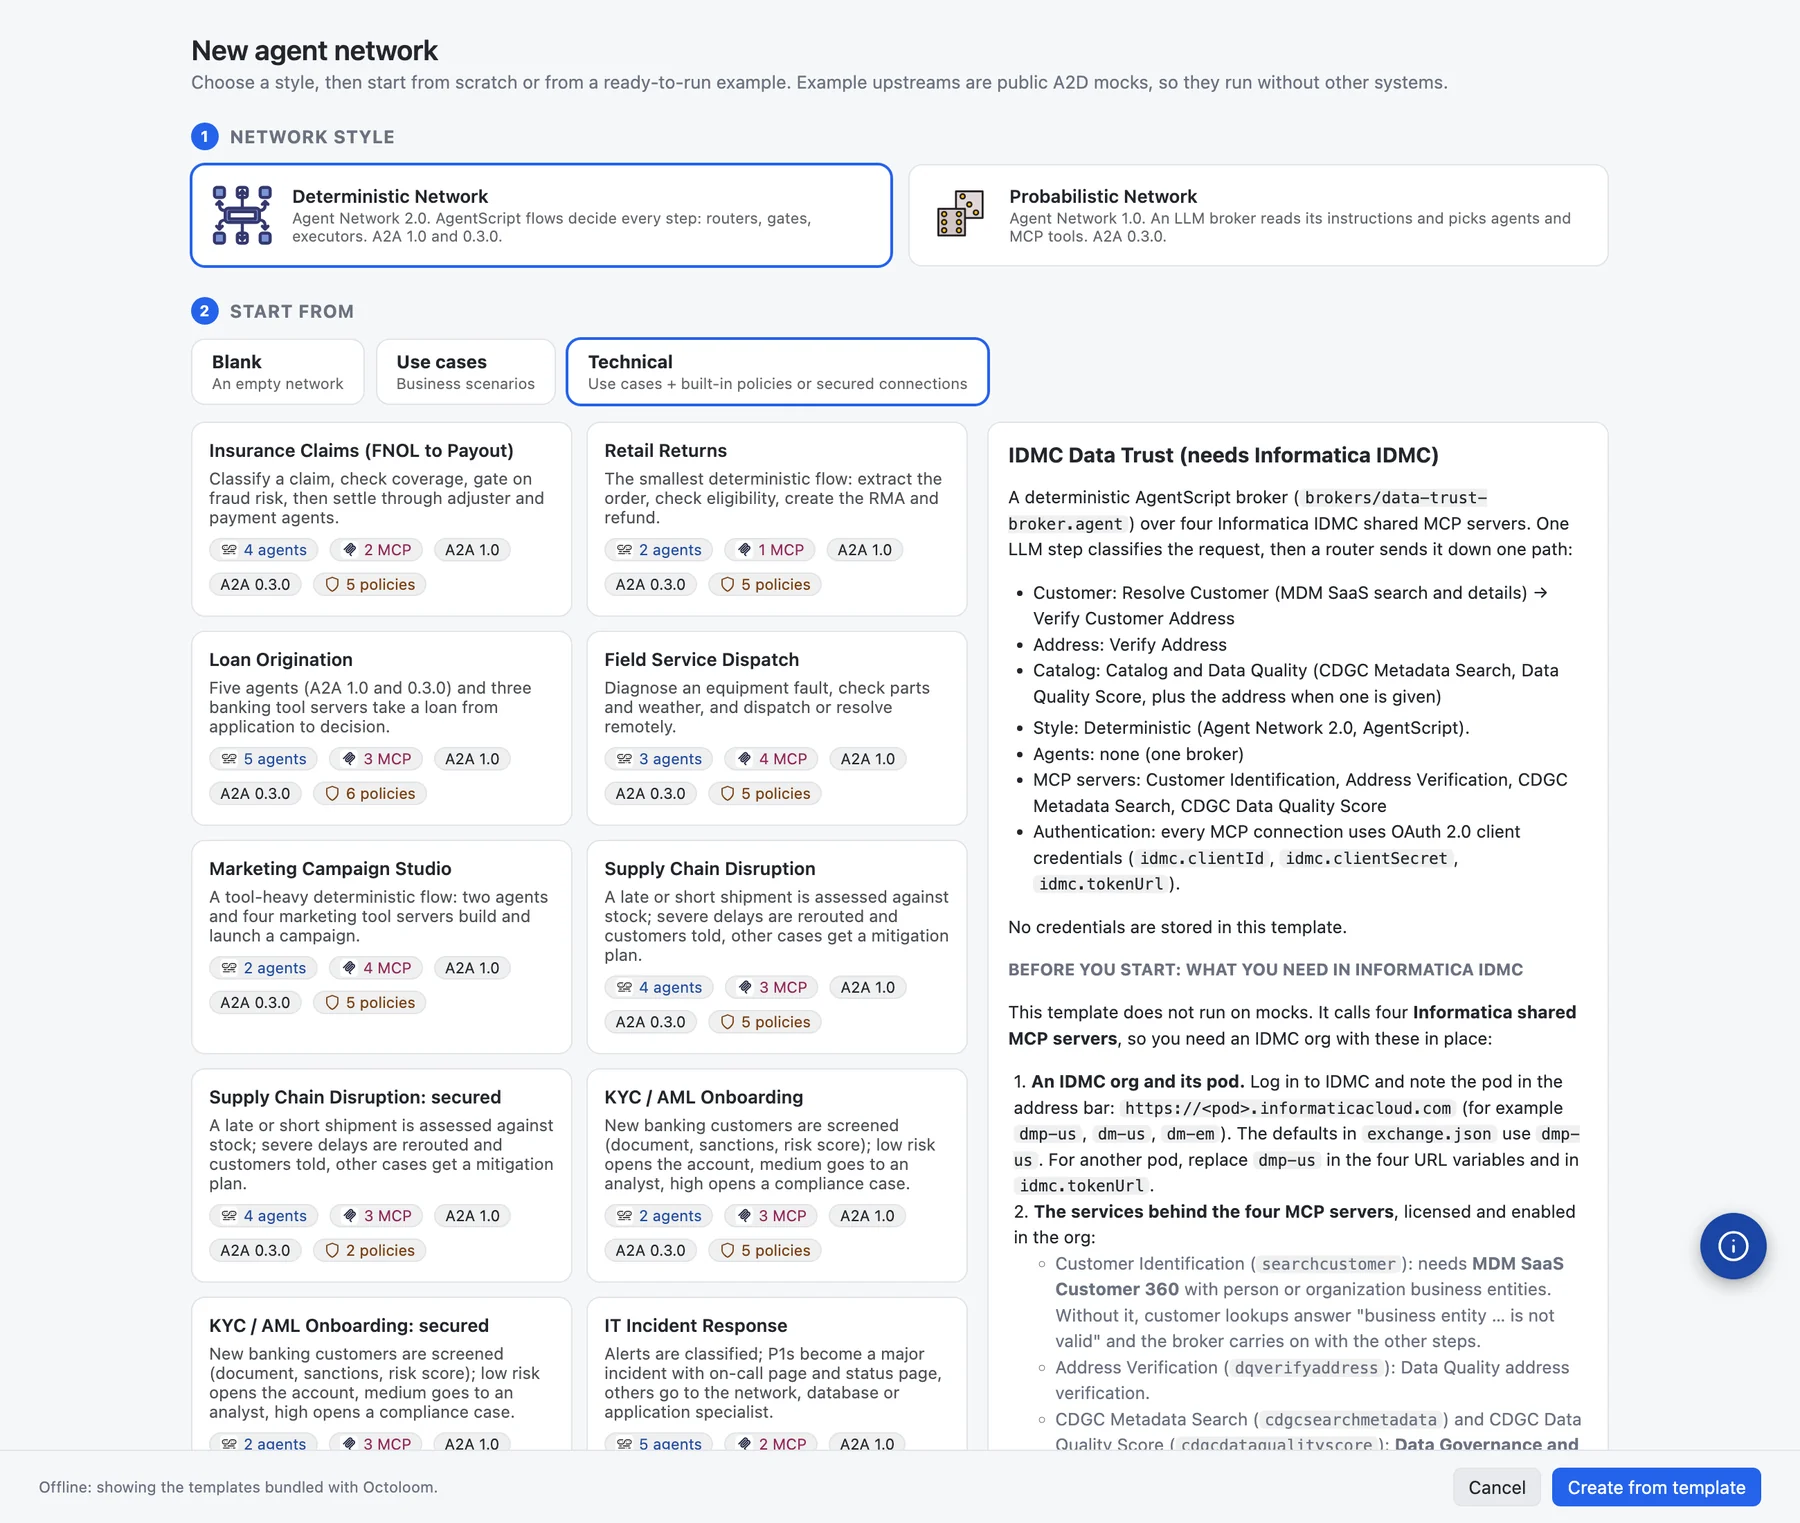 New agent network
Choose a style, then start from scratch or from a ready-to-run example. Example upstreams are public A2D mocks, so they run without other systems.
1 NETWORK STYLE
Deterministic Network
Agent Network 2.0. AgentScript flows decide every step: routers, gates,
executors. A2A 1.0 and 0.3.0.
Probabilistic Network
Agent Network 1.0. An LLM broker reads its instructions and picks agents and
MCP tools. A2A 0.3.0.
2 START FROM
Blank
An empty network
Use cases
Business scenarios
Technical
Use cases + built-in policies or secured connections
Insurance Claims (FNOL to Payout)
Classify a claim, check coverage, gate on
fraud risk, then settle through adjuster and
payment agents.
4 agents 2 MCP A2A 1.0
A2A 0.3.0 5 policies
Retail Returns
The smallest deterministic flow: extract the
order, check eligibility, create the RMA and
refund.
2 agents 1 MCP A2A 1.0
A2A 0.3.0 5 policies
Loan Origination
Five agents (A2A 1.0 and 0.3.0) and three
banking tool servers take a loan from
application to decision.
5 agents 3 MCP A2A 1.0
A2A 0.3.0 6 policies
Field Service Dispatch
Diagnose an equipment fault, check parts
and weather, and dispatch or resolve
remotely.
3 agents 4 MCP A2A 1.0
A2A 0.3.0 5 policies
Marketing Campaign Studio
A tool-heavy deterministic flow: two agents
and four marketing tool servers build and
launch a campaign.
2 agents 4 MCP A2A 1.0
A2A 0.3.0 5 policies
Supply Chain Disruption
A late or short shipment is assessed against
stock; severe delays are rerouted and
customers told, other cases get a mitigation
plan.
4 agents 3 MCP A2A 1.0
A2A 0.3.0 5 policies
Supply Chain Disruption: secured
A late or short shipment is assessed against
stock; severe delays are rerouted and
customers told, other cases get a mitigation
plan.
4 agents 3 MCP A2A 1.0
A2A 0.3.0 2 policies
KYC / AML Onboarding
New banking customers are screened
(document, sanctions, risk score); low risk
opens the account, medium goes to an
analyst, high opens a compliance case.
2 agents 3 MCP A2A 1.0
A2A 0.3.0 5 policies
KYC / AML Onboarding: secured
New banking customers are screened
(document, sanctions, risk score); low risk
opens the account, medium goes to an
analyst, high opens a compliance case.
2 agents 3 MCP A2A 1.0
IT Incident Response
Alerts are classified; P1s become a major
incident with on-call page and status page,
others go to the network, database or
application specialist.
5 agents 2 MCP A2A 1.0
IDMC Data Trust (needs Informatica IDMC)
A deterministic AgentScript broker ( brokers/data-trust-
broker.agent ) over four Informatica IDMC shared MCP servers. One
LLM step classifies the request, then a router sends it down one path:
• Customer: Resolve Customer (MDM SaaS search and details) →
Verify Customer Address
• Address: Verify Address
• Catalog: Catalog and Data Quality (CDGC Metadata Search, Data
Quality Score, plus the address when one is given)
• Style: Deterministic (Agent Network 2.0, AgentScript).
• Agents: none (one broker)
• MCP servers: Customer Identification, Address Verification, CDGC
Metadata Search, CDGC Data Quality Score
• Authentication: every MCP connection uses OAuth 2.0 client
credentials ( idmc.clientId , idmc.clientSecret ,
idmc.tokenUrl ).
No credentials are stored in this template.
BEFORE YOU START: WHAT YOU NEED IN INFORMATICA IDMC
This template does not run on mocks. It calls four Informatica shared
MCP servers, so you need an IDMC org with these in place:
1. An IDMC org and its pod. Log in to IDMC and note the pod in the
address bar: https://<pod>.informaticacloud.com (for example
dmp-us , dm-us , dm-em ). The defaults in exchange.json use dmp-
us . For another pod, replace dmp-us in the four URL variables and in
idmc.tokenUrl .
2. The services behind the four MCP servers, licensed and enabled
in the org:
◦ Customer Identification ( searchcustomer ): needs MDM SaaS
Customer 360 with person or organization business entities.
Without it, customer lookups answer "business entity ... is not
valid" and the broker carries on with the other steps.
◦ Address Verification ( dqverifyaddress ): Data Quality address
verification.
◦ CDGC Metadata Search ( cdgcsearchmetadata ) and CDGC Data
Quality Score ( cdgcdataqualityscore ): Data Governance and
Offline: showing the templates bundled with Octoloom.
Cancel
Create from template